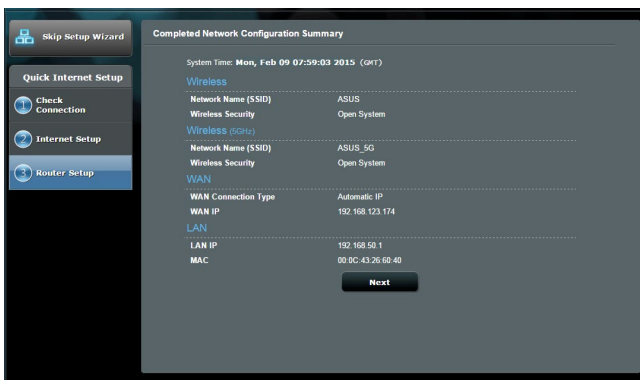 Skip Setup Wizard
Quick Internet Setup
1 Check Connection
2 Internet Setup
3 Router Setup
Completed Network Configuration Summary
System Time: Mon, Feb 09 07:59:03 2015 (GMT)
Wireless
Network Name (SSID) ASUS
Wireless Security Open System
Wireless (5GHz)
Network Name (SSID) ASUS_5G
Wireless Security Open System
WAN
WAN Connection Type Automatic IP
WAN IP 192.168.123.174
LAN
LAN IP 192.168.50.1
MAC 00:0C:43:26:60:40
Next